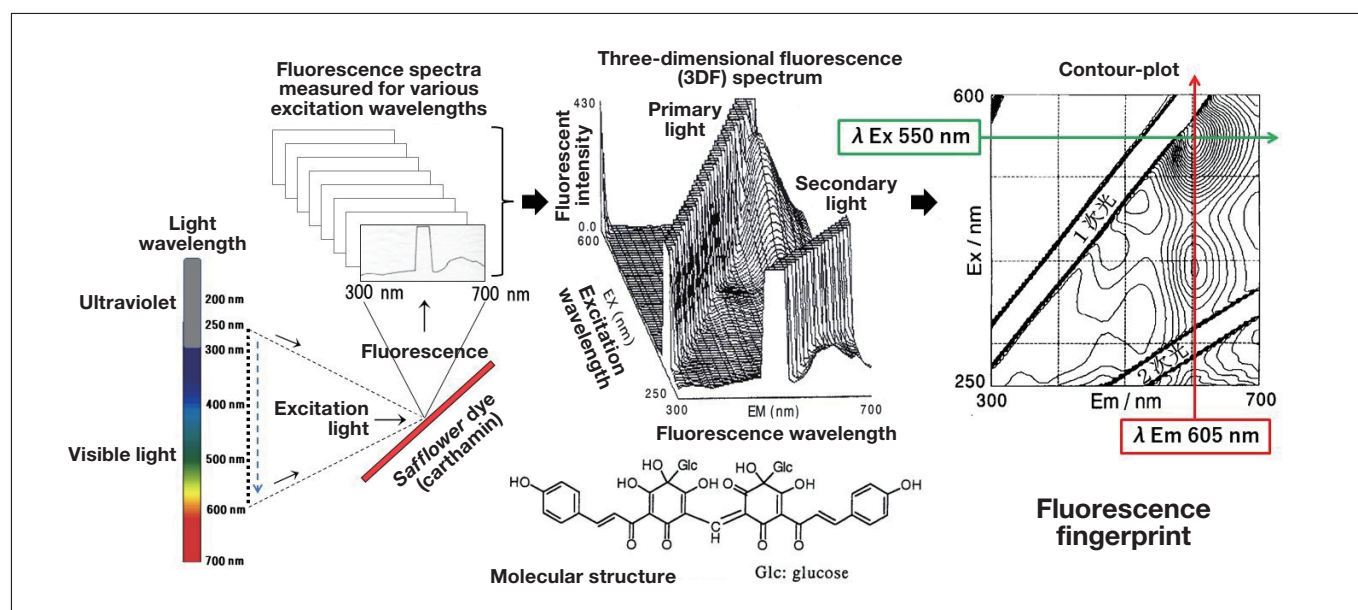 Fluorescence spectra
measured for various
excitation wavelengths
300 nm
700 nm
Light
wavelength
Ultraviolet
Visible light
200 nm
250 nm
300 nm
400 nm
500 nm
600 nm
700 nm
Fluorescence
Excitation
light
Safflower dye
(carthamin)
Three-dimensional fluorescence
(3DF) spectrum
Primary
light
Secondary
light
430
Fluorescent
intensity
0.0
600
EX (nm)
Excitation
wavelength
250
300
EM (nm)
700
Fluorescence wavelength
Contour-plot
600
λ Ex 550 nm
Ex / nm
1次光
2次光
250
300
Em / nm
700
λ Em 605 nm
Fluorescence
fingerprint
HO Glc
Glc
HO
HO
OH
O
OH
HO
OH
O
O
C
H
O
O
Molecular structure
Glc: glucose